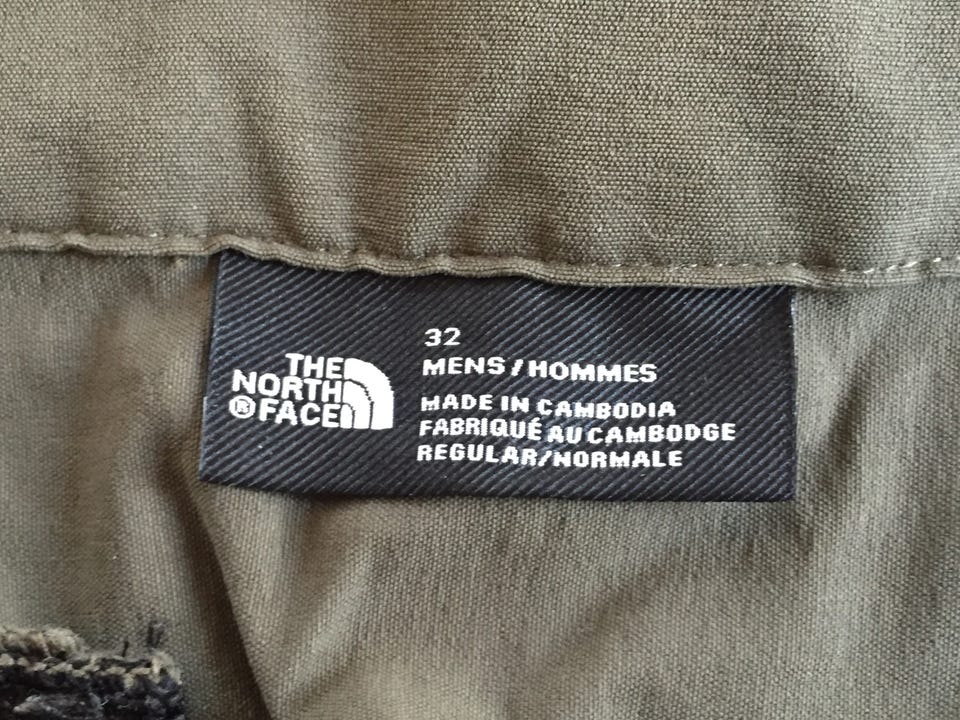 THE
NORTH
® FACE
32
MENS / HOMMES
MADE IN CAMBODIA
FABRIQUÉ AU CAMBODGE
REGULAR/NORMALE